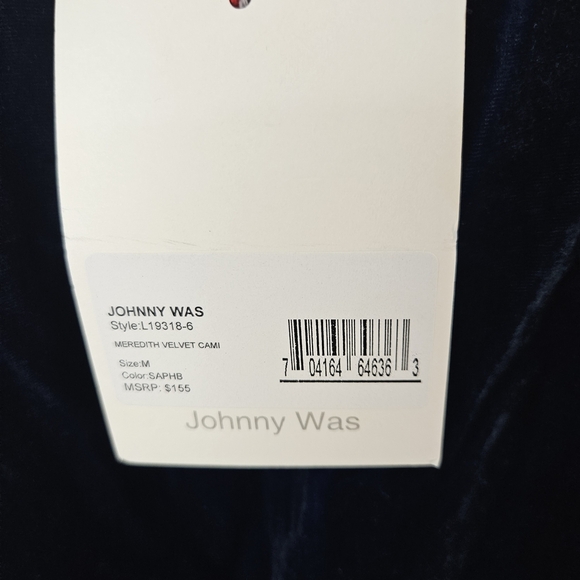 JOHNNY WAS
Style:L19318-6
MEREDITH VELVET CAMI
Size:M
Color:SAPHB
MSRP: $155
7 04164 64636 3
Johnny Was